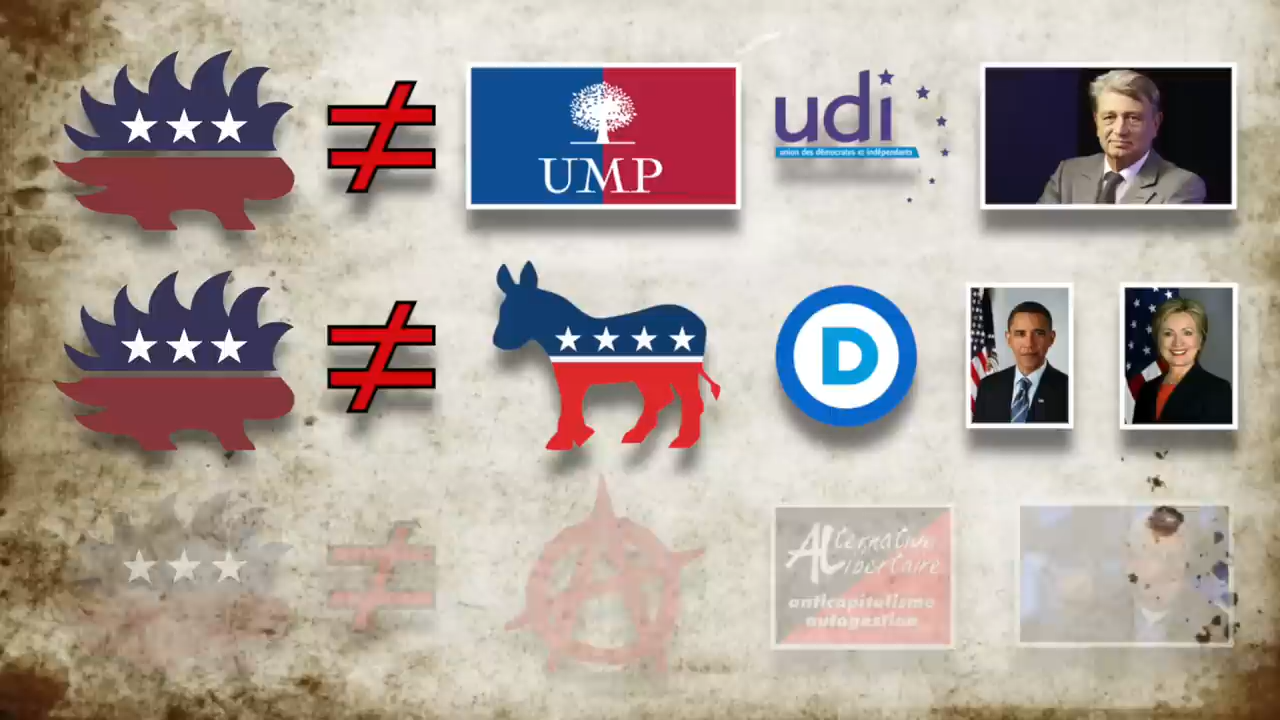 UMP
udi
union des démocrates et indépendants
D
Alternative
Libertaire
anticapitalisme
autogestion